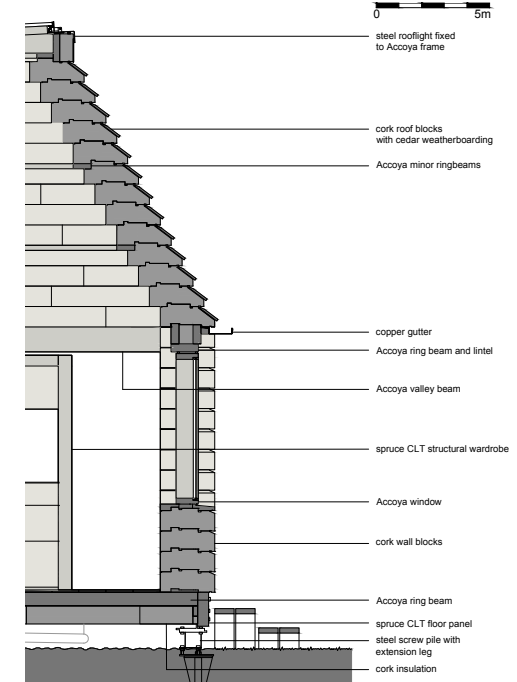 0 5m
steel rooflight fixed
to Accoya frame
cork roof blocks
with cedar weatherboarding
Accoya minor ringbeams
copper gutter
Accoya ring beam and lintel
Accoya valley beam
spruce CLT structural wardrobe
Accoya window
cork wall blocks
Accoya ring beam
spruce CLT floor panel
steel screw pile with
extension leg
cork insulation